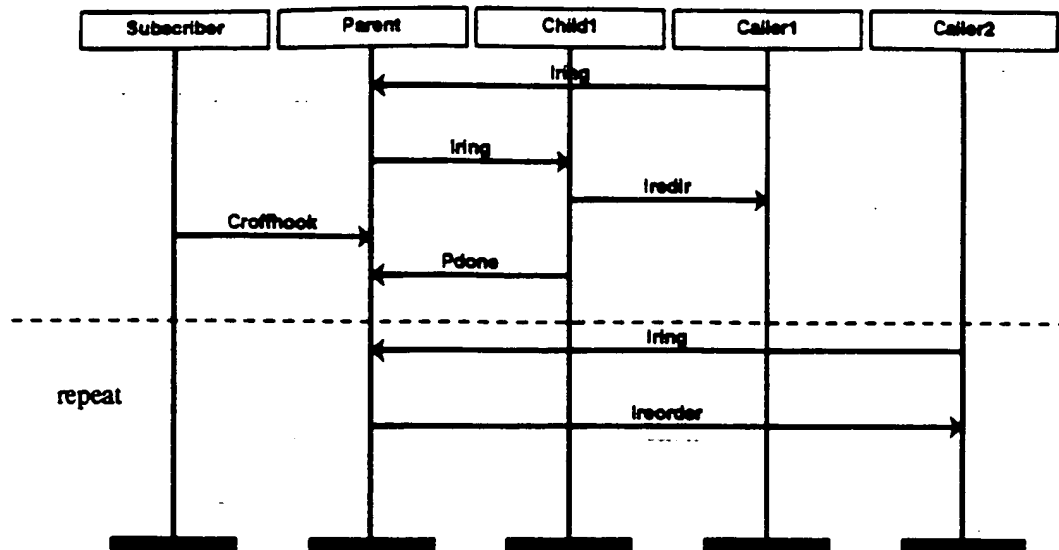 Subscriber Parent Child1 Caller1 Caller2
Iring
Iring
Iredir
Croffhook
Pdone
Iring
repeat
Ireorder